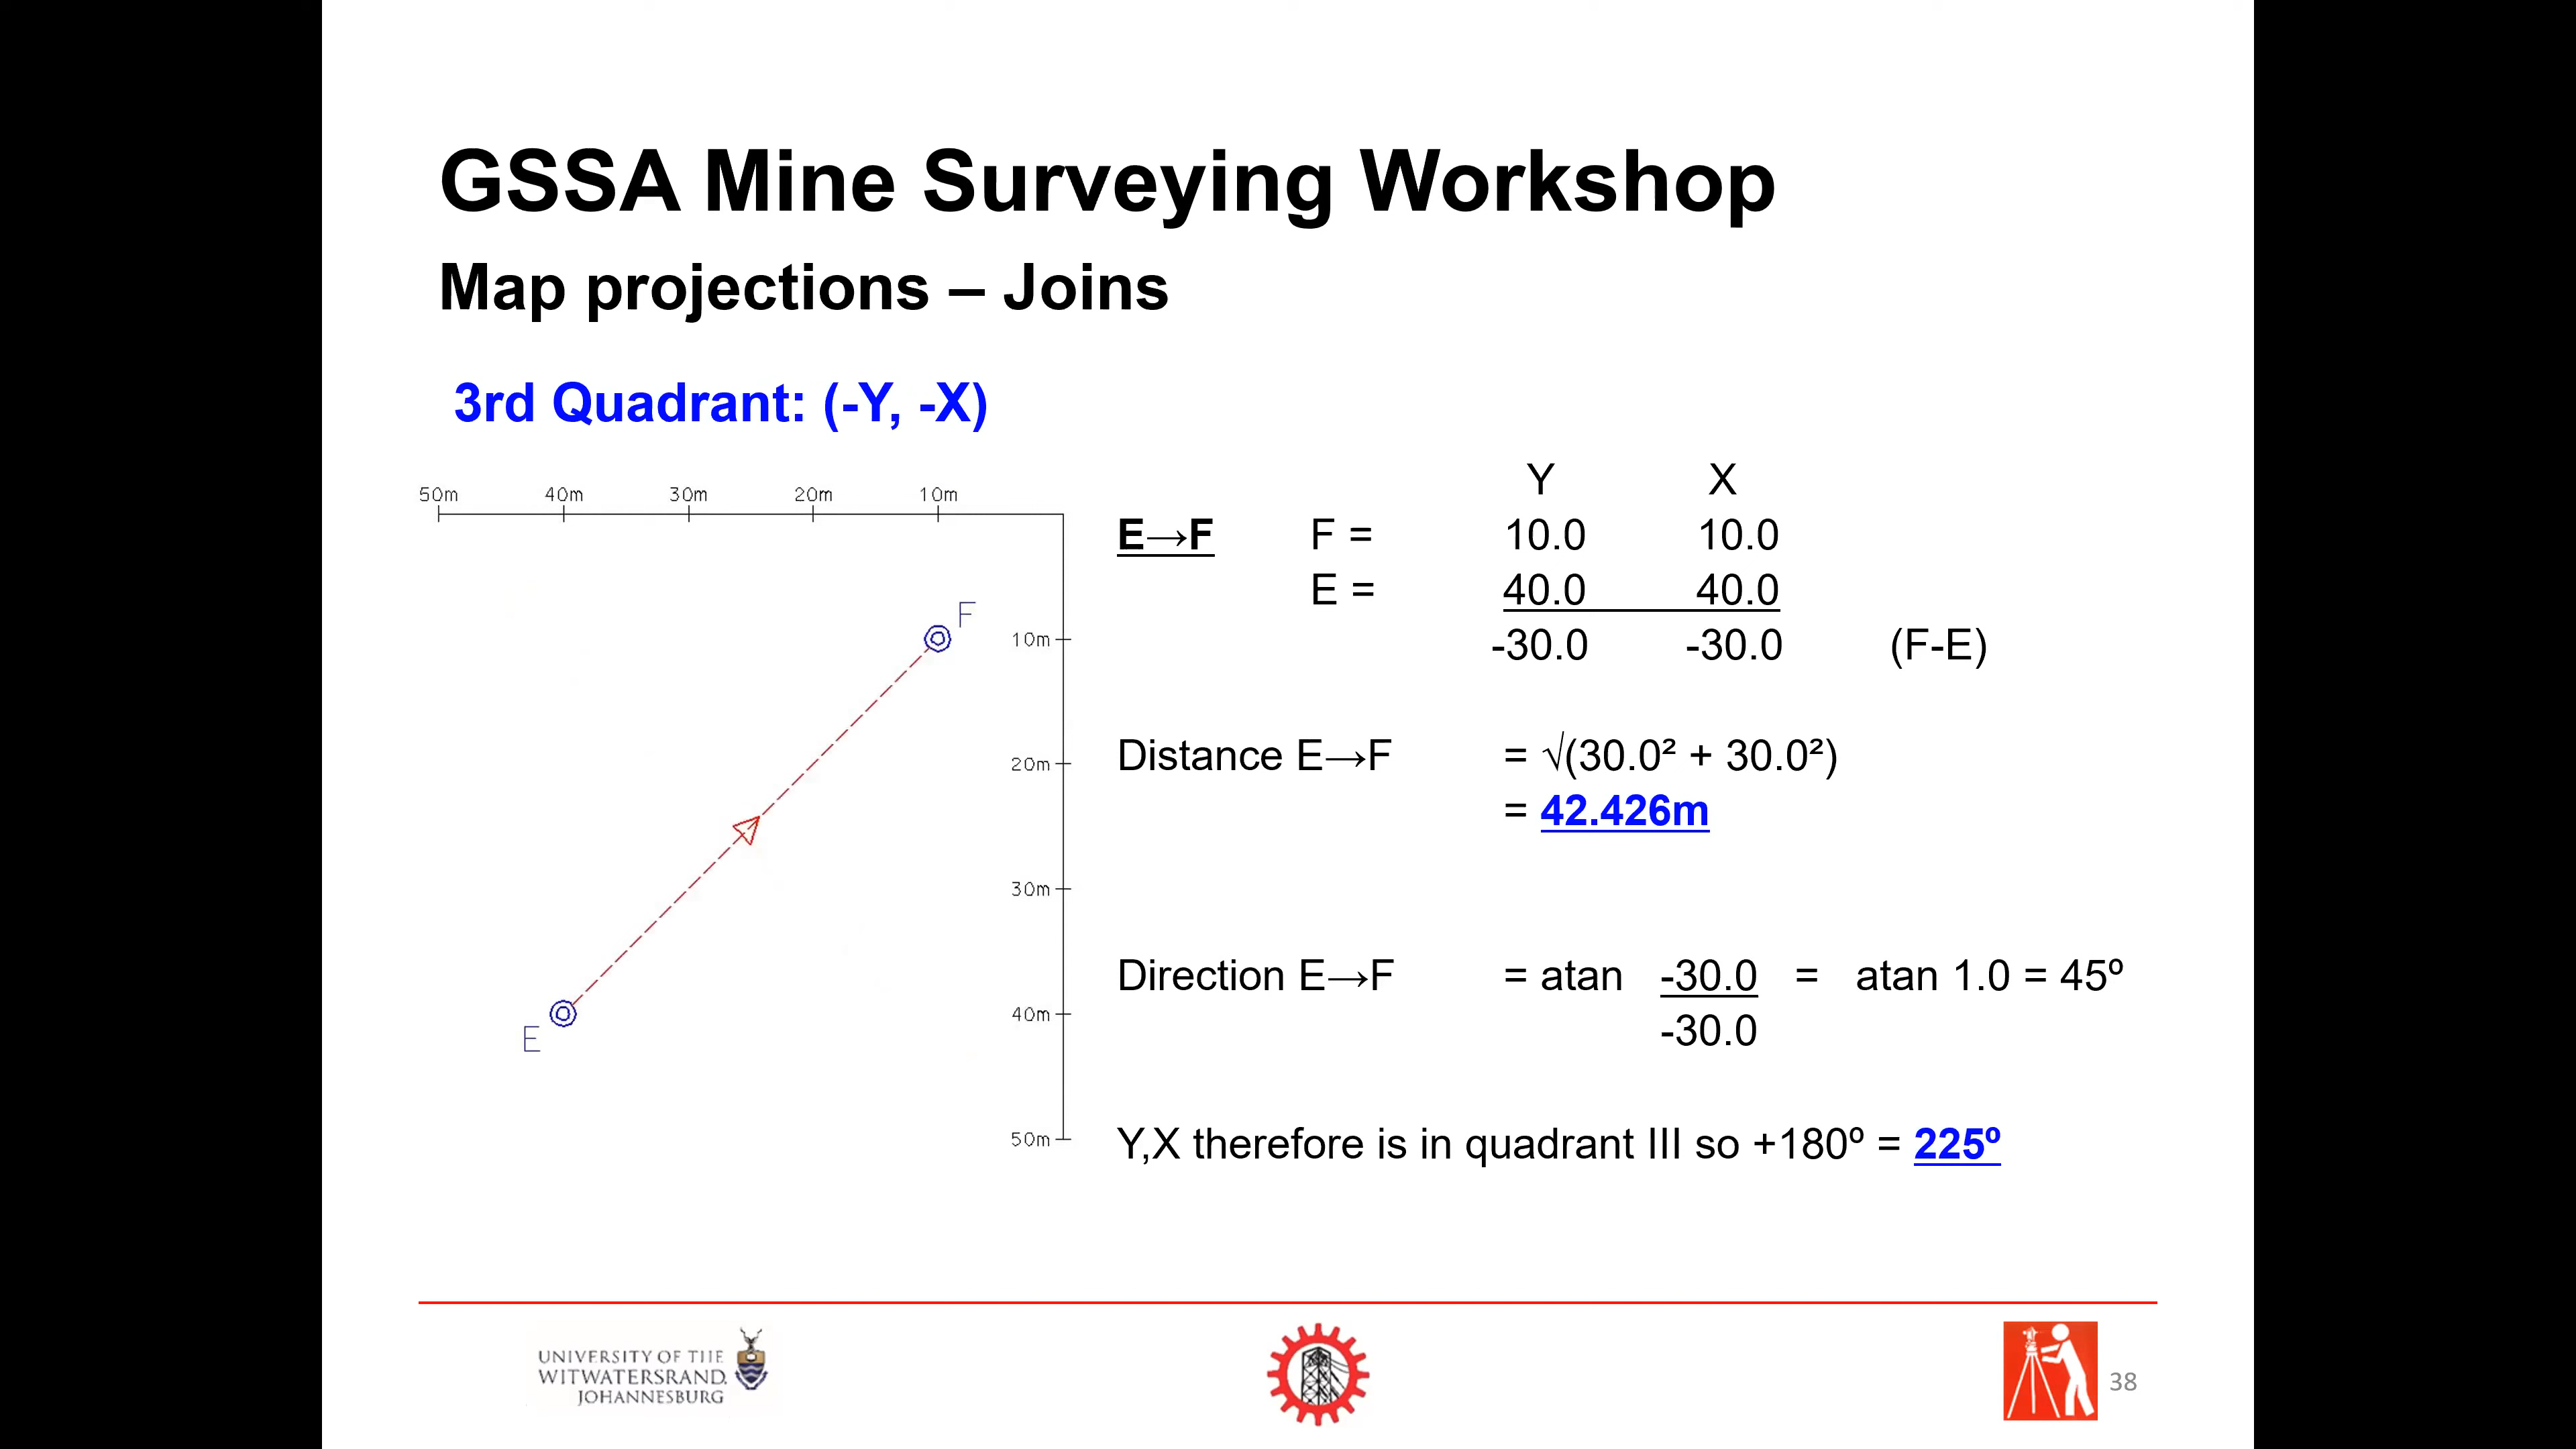 GSSA Mine Surveying Workshop
Map projections – Joins
3rd Quadrant: (-Y, -X)
50m 40m 30m 20m 10m
F
10m
20m
30m
40m
50m
E
Y X
E→F F = 10.0 10.0
E = 40.0 40.0
-30.0 -30.0 (F-E)
Distance E→F = √(30.0² + 30.0²)
= 42.426m
Direction E→F = atan -30.0 = atan 1.0 = 45º
-30.0
Y,X therefore is in quadrant III so +180º = 225º
UNIVERSITY OF THE
WITWATERSRAND,
JOHANNESBURG
38